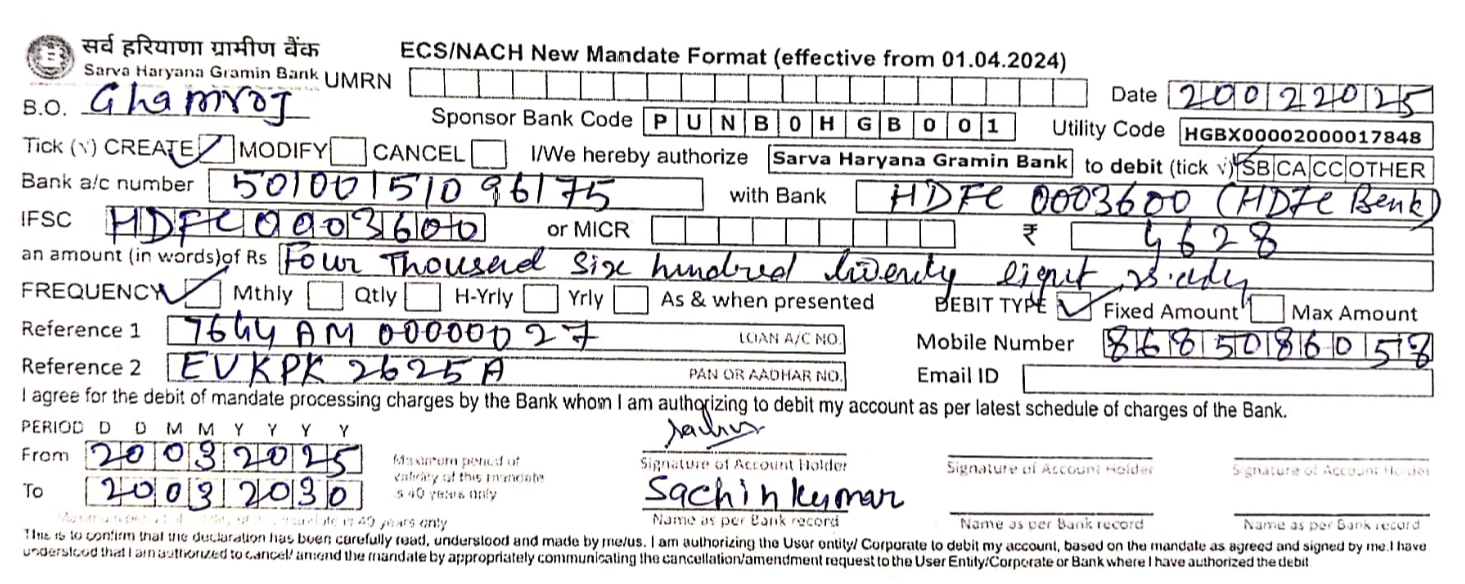 सर्व हरियाणा ग्रामीण बैंक
Sarva Haryana Gramin Bank
ECS/NACH New Mandate Format (effective from 01.04.2024)
UMRN
Date 20022025
B.O. Ghamroj
Sponsor Bank Code PUNB0HGB001 Utility Code HGBX00002000017848
Tick (√) CREATE MODIFY CANCEL I/We hereby authorize Sarva Haryana Gramin Bank to debit (tick √) SB CA CC OTHER
Bank a/c number 50100151096175 with Bank HDFC 0003600 (HDFC Bank)
IFSC HDFC0003600 or MICR ₹ 4628
an amount (in words) of Rs Four Thousand Six hundred twenty eight
FREQUENCY Mthly Qtly H-Yrly Yrly As & when presented DEBIT TYPE Fixed Amount Max Amount
Reference 1 7644AM00000027 LOAN A/C NO. Mobile Number 8685086058
Reference 2 EVKPK2625A PAN OR AADHAR NO. Email ID
I agree for the debit of mandate processing charges by the Bank whom I am authorizing to debit my account as per latest schedule of charges of the Bank.
PERIOD D D M M Y Y Y Y
From 20032025
To 20032030
Maximum period of
validity of this mandate
is 40 years only
Sachin
Signature of Account Holder Signature of Account Holder Signature of Account Holder
Sachin kumar
Name as per Bank record Name as per Bank record Name as per Bank record
is 40 years only
This is to confirm that the declaration has been carefully read, understood and made by me/us. I am authorizing the User entity/ Corporate to debit my account, based on the mandate as agreed and signed by me. I have
understood that I am authorized to cancel/ amend the mandate by appropriately communicating the cancellation/amendment request to the User Entity/Corporate or Bank where I have authorized the debit